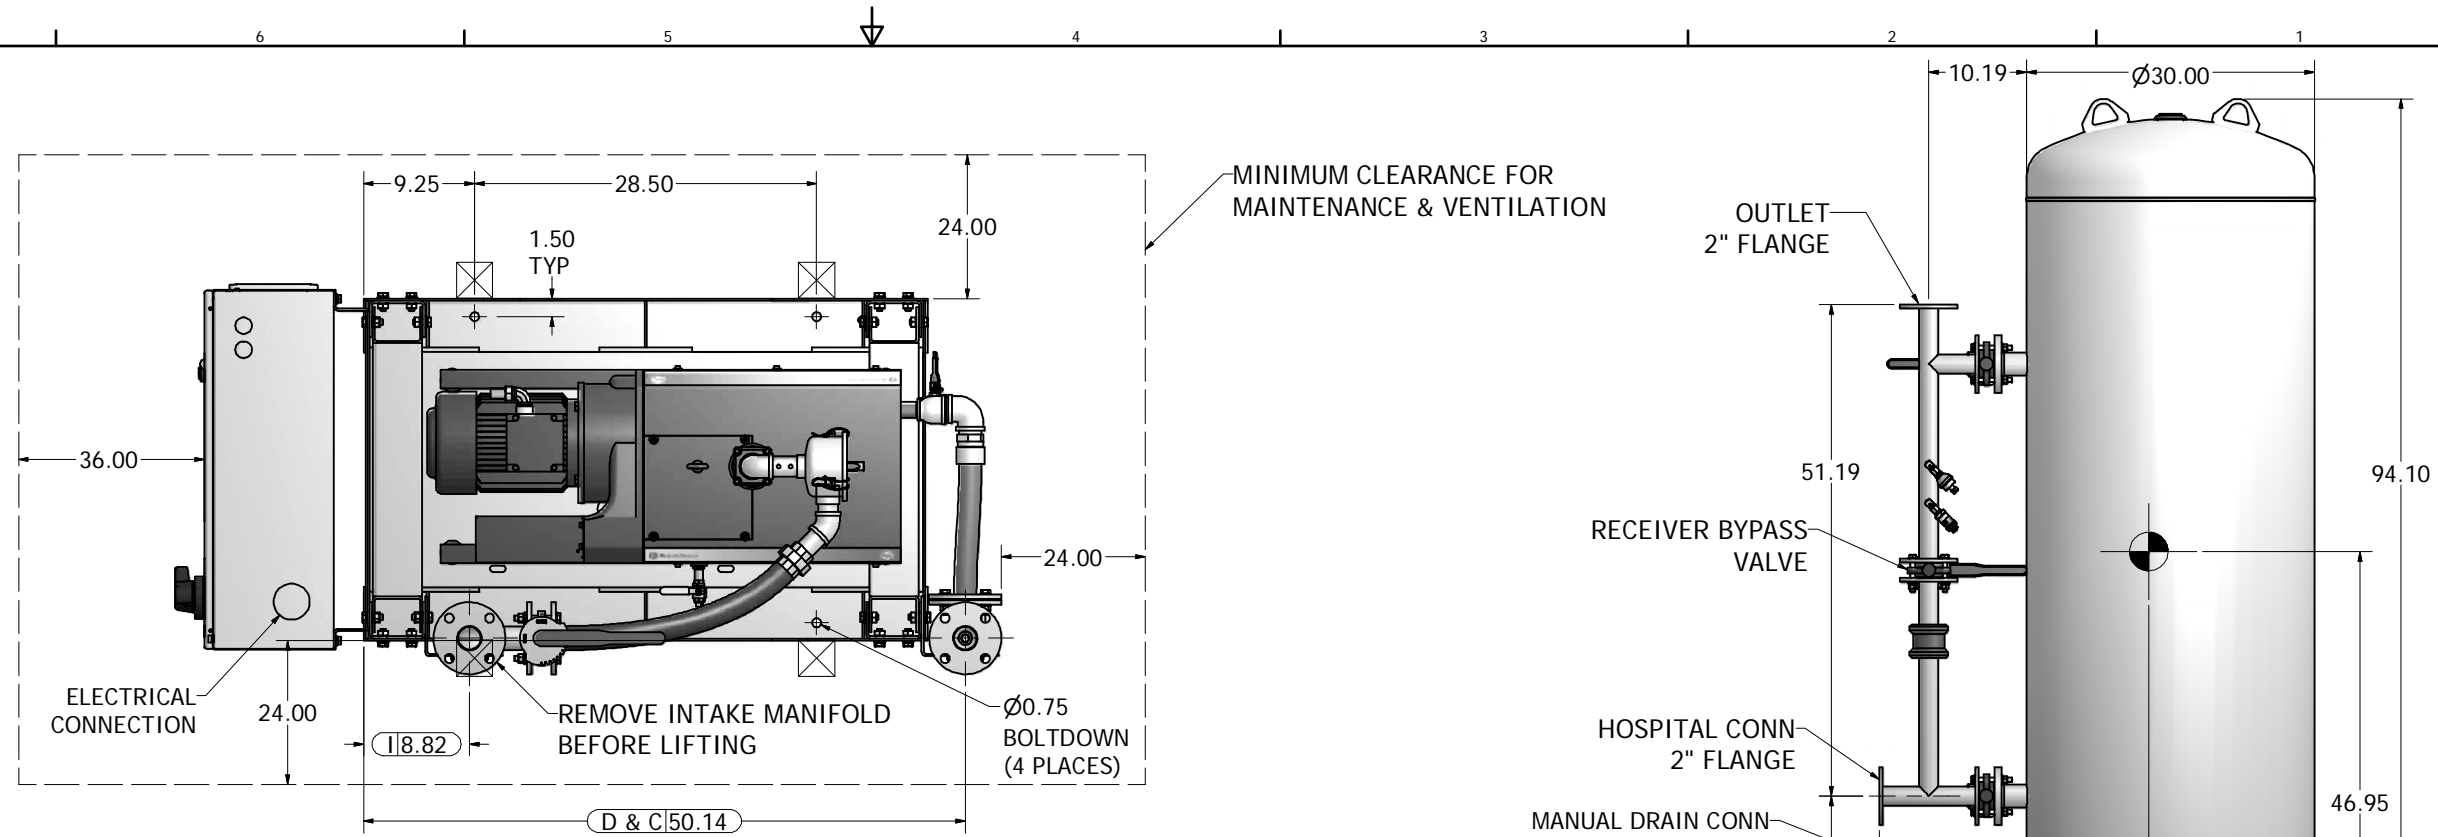 6
5
4
3
2
1
10.19
Ø30.00
9.25
28.50
24.00
MINIMUM CLEARANCE FOR
MAINTENANCE & VENTILATION
OUTLET
2" FLANGE
1.50
TYP
36.00
51.19
94.10
RECEIVER BYPASS
VALVE
24.00
ELECTRICAL
CONNECTION
24.00
I 8.82
REMOVE INTAKE MANIFOLD
BEFORE LIFTING
Ø0.75
BOLTDOWN
(4 PLACES)
HOSPITAL CONN
2" FLANGE
46.95
D & C 50.14
MANUAL DRAIN CONN